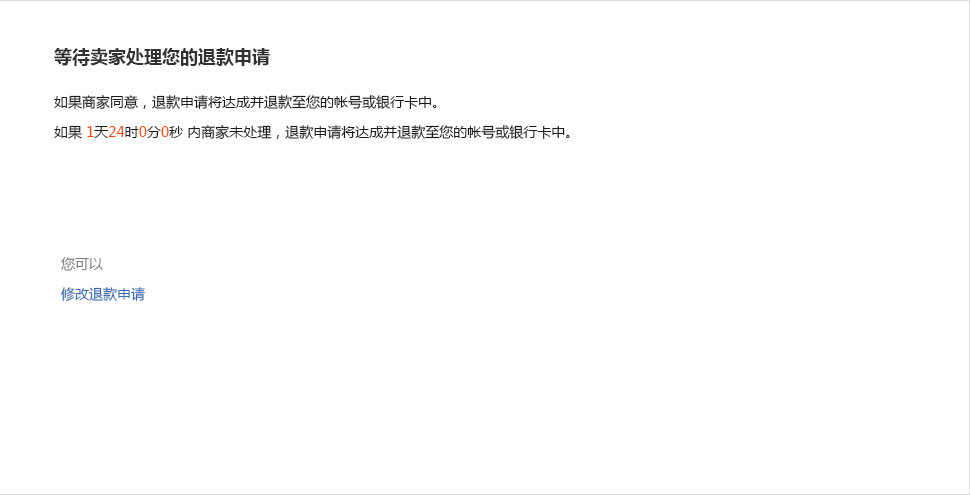 等待卖家处理您的退款申请
如果商家同意，退款申请将达成并退款至您的帐号或银行卡中。
如果 1天24时0分0秒 内商家未处理，退款申请将达成并退款至您的帐号或银行卡中。
您可以
修改退款申请